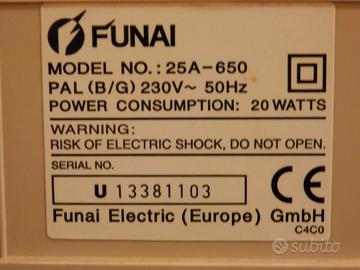 FUNAI
MODEL NO.: 25A-650
PAL (B/G) 230V~ 50Hz
POWER CONSUMPTION: 20 WATTS
WARNING:
RISK OF ELECTRIC SHOCK, DO NOT OPEN.
SERIAL NO.
U 13381103
CE
Funai Electric (Europe) GmbH
C4C0
subito